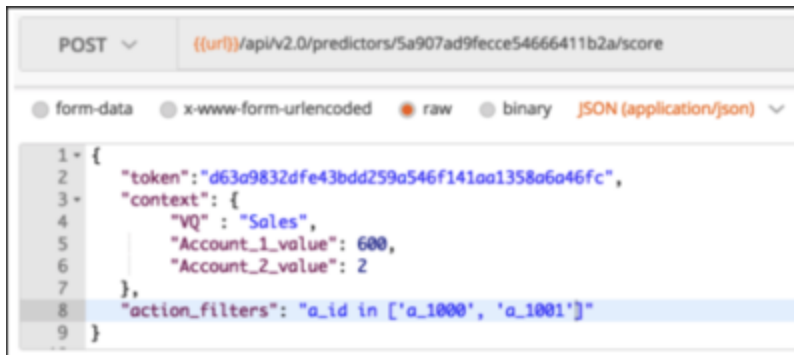 POST {{url}}/api/v2.0/predictors/5a907ad9fecce54666411b2a/score
form-data x-www-form-urlencoded raw binary JSON (application/json)
1 {
2 "token":"d63a9832dfe43bdd259a546f141aa1358a6a46fc",
3 "context": {
4 "VQ" : "Sales",
5 "Account_1_value": 600,
6 "Account_2_value": 2
7 },
8 "action_filters": "a_id in ['a_1000', 'a_1001']"
9 }